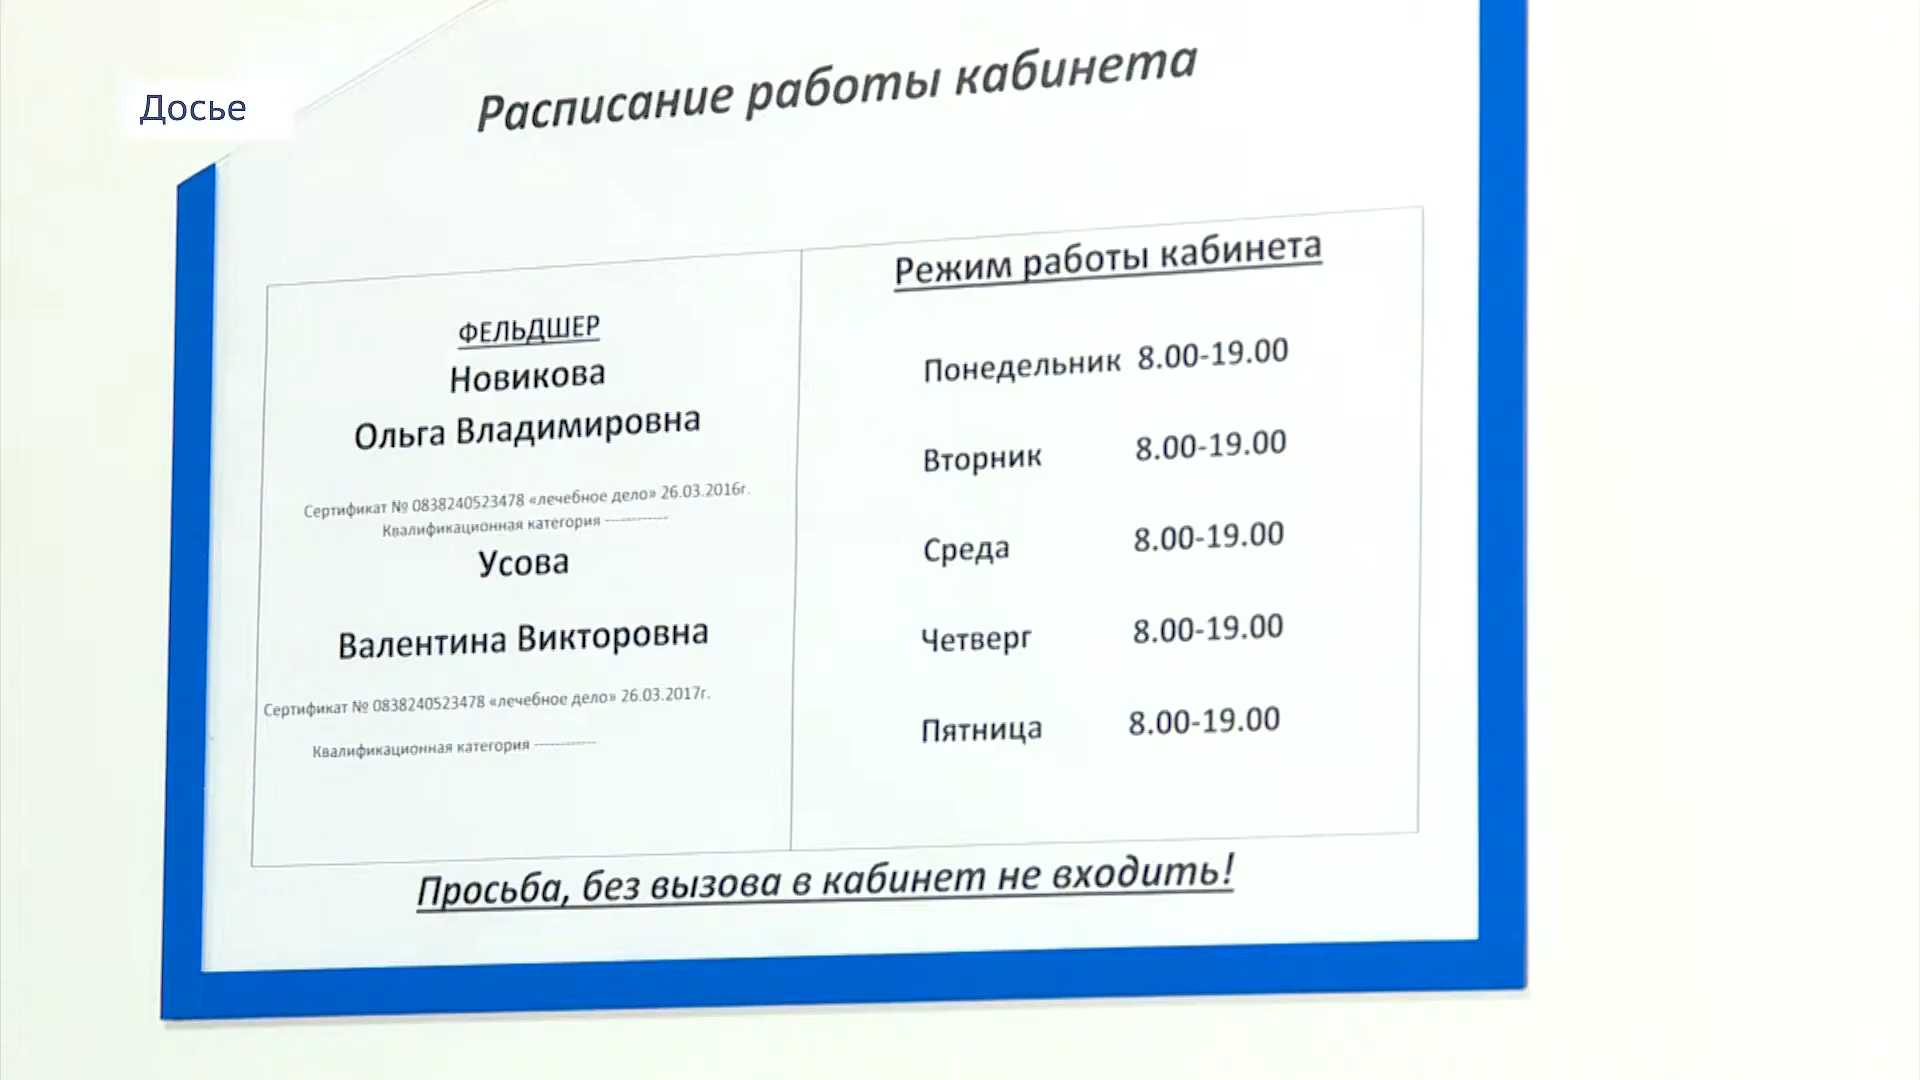 Досье
Расписание работы кабинета
ФЕЛЬДШЕР
Новикова
Ольга Владимировна
Сертификат № 0838240523478 «лечебное дело» 26.03.2016г.
Квалификационная категория ------------
Усова
Валентина Викторовна
Сертификат № 0838240523478 «лечебное дело» 26.03.2017г.
Квалификационная категория ------------
Режим работы кабинета
Понедельник 8.00-19.00
Вторник 8.00-19.00
Среда 8.00-19.00
Четверг 8.00-19.00
Пятница 8.00-19.00
Просьба, без вызова в кабинет не входить!